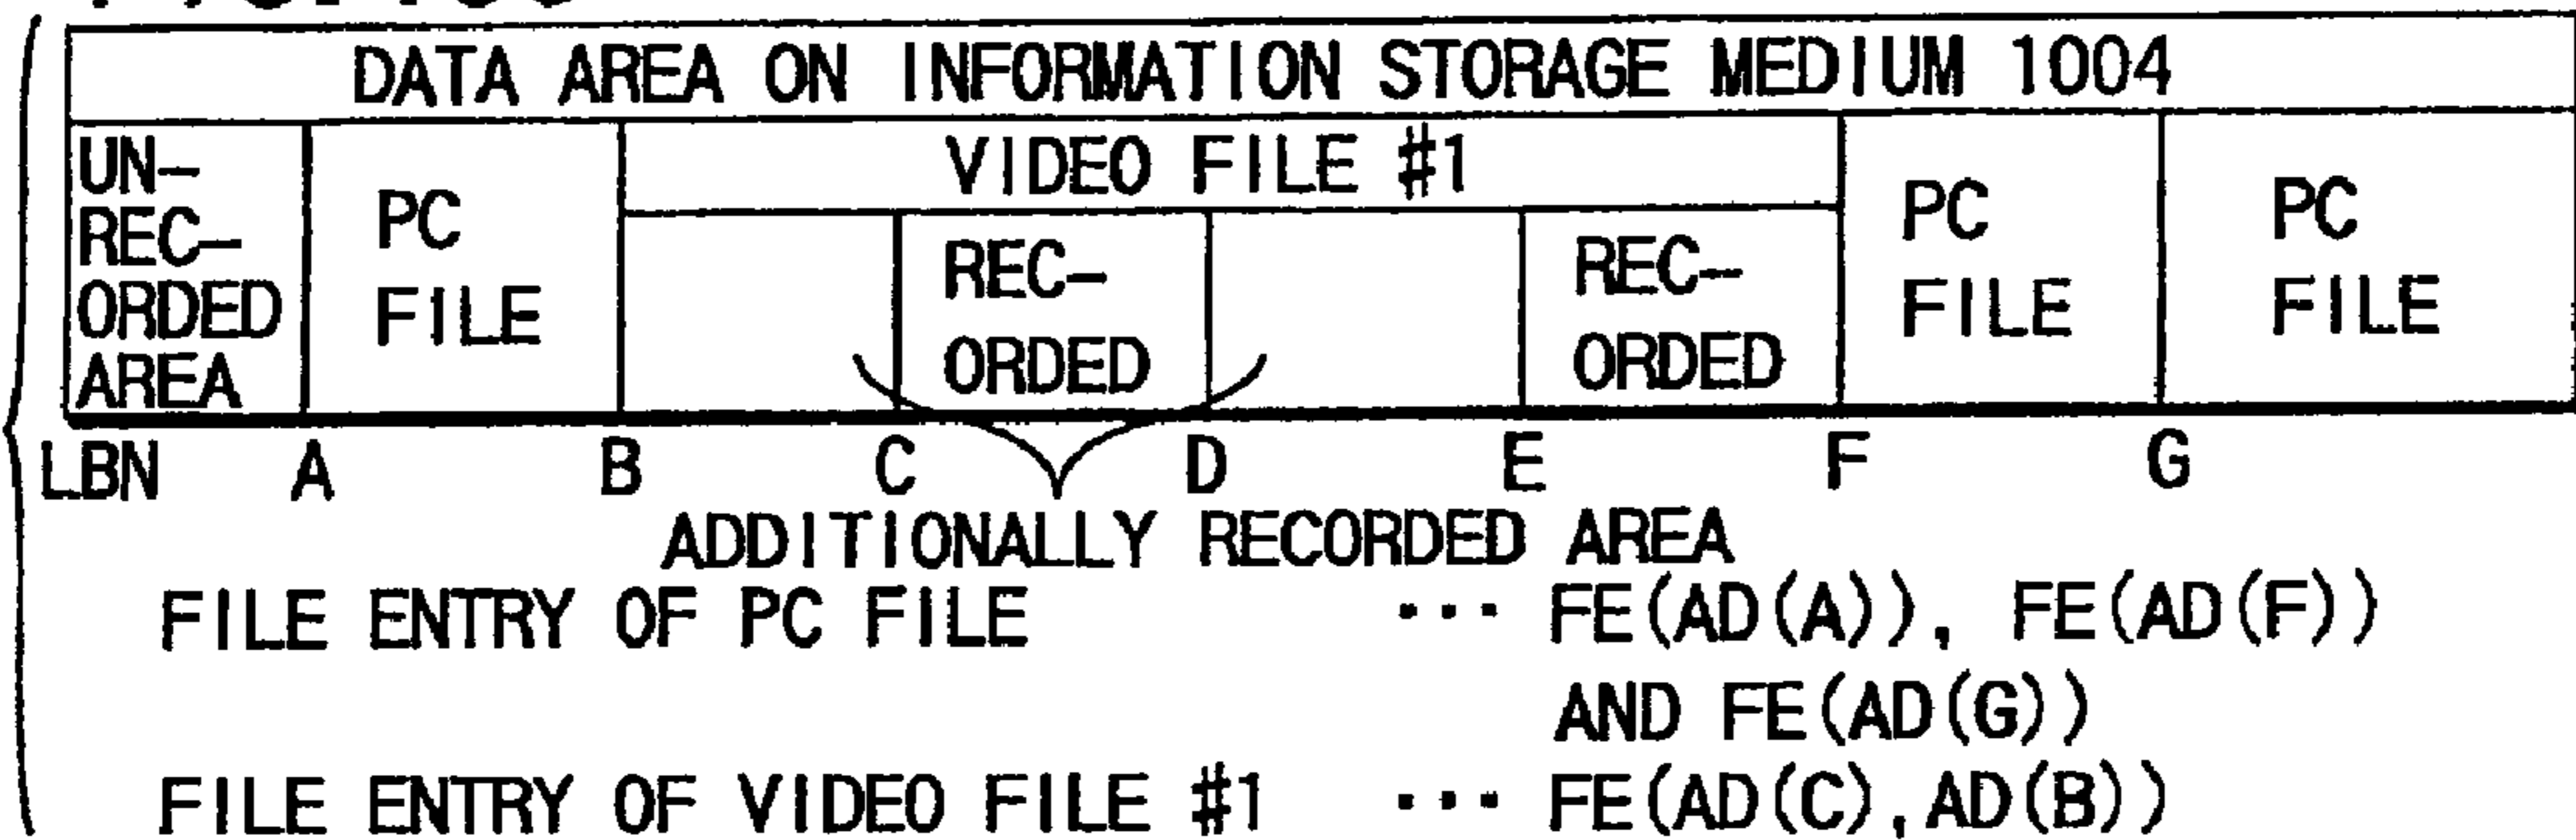 DATA AREA ON INFORMATION STORAGE MEDIUM 1004
UN-
REC-
ORDED
AREA
PC
FILE
VIDEO FILE #1
REC-
ORDED
REC-
ORDED
PC
FILE
PC
FILE
LBN A B C D E F G
ADDITIONALLY RECORDED AREA
FILE ENTRY OF PC FILE ... FE(AD(A)), FE(AD(F))
AND FE(AD(G))
FILE ENTRY OF VIDEO FILE #1 ... FE(AD(C),AD(B))